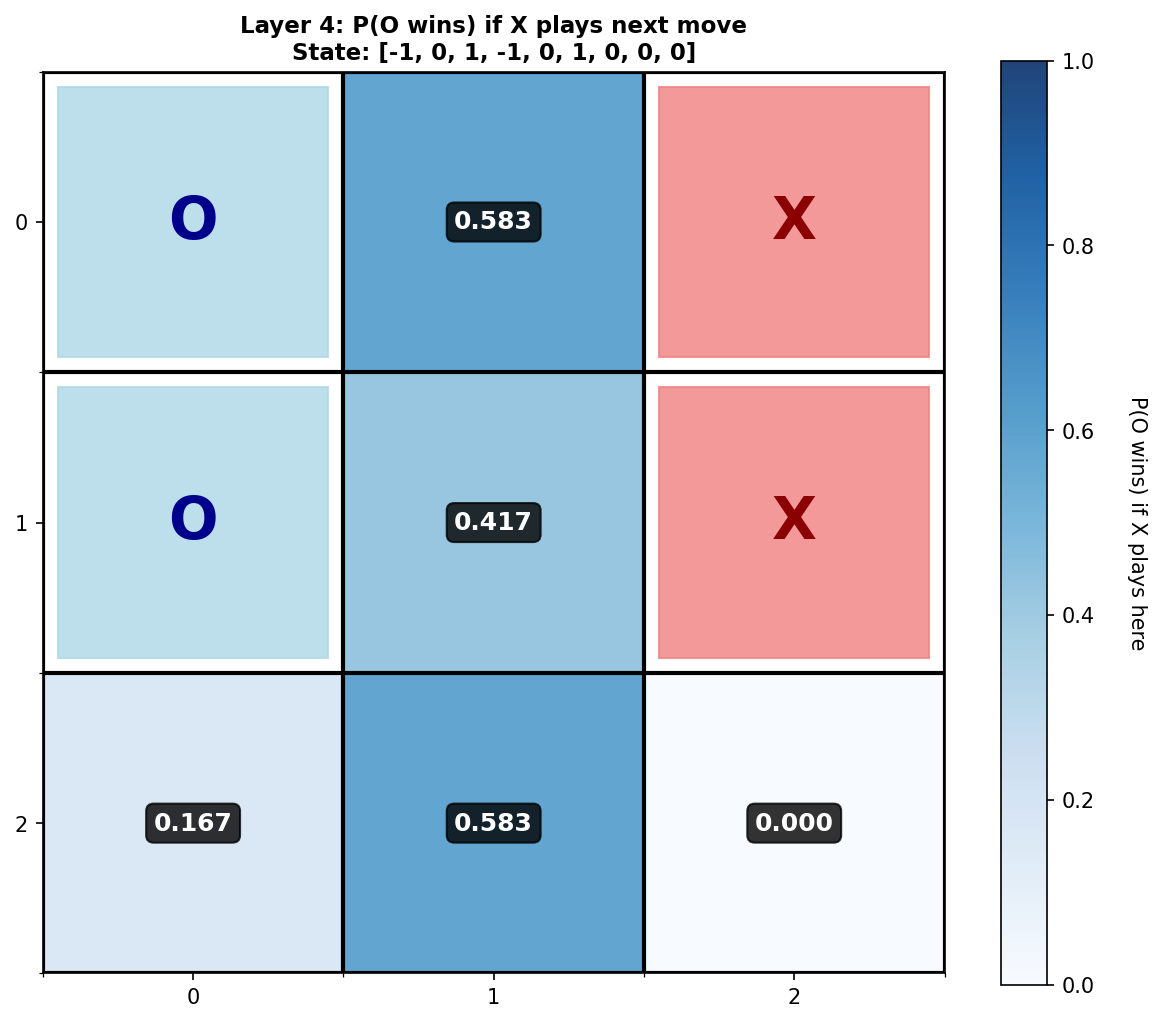 Layer 4: P(O wins) if X plays next move
State: [-1, 0, 1, -1, 0, 1, 0, 0, 0]
O
0.583
X
O
0.417
X
0.167
0.583
0.000
0
1
2
0
1
2
1.0
0.8
0.6
0.4
0.2
0.0
P(O wins) if X plays here